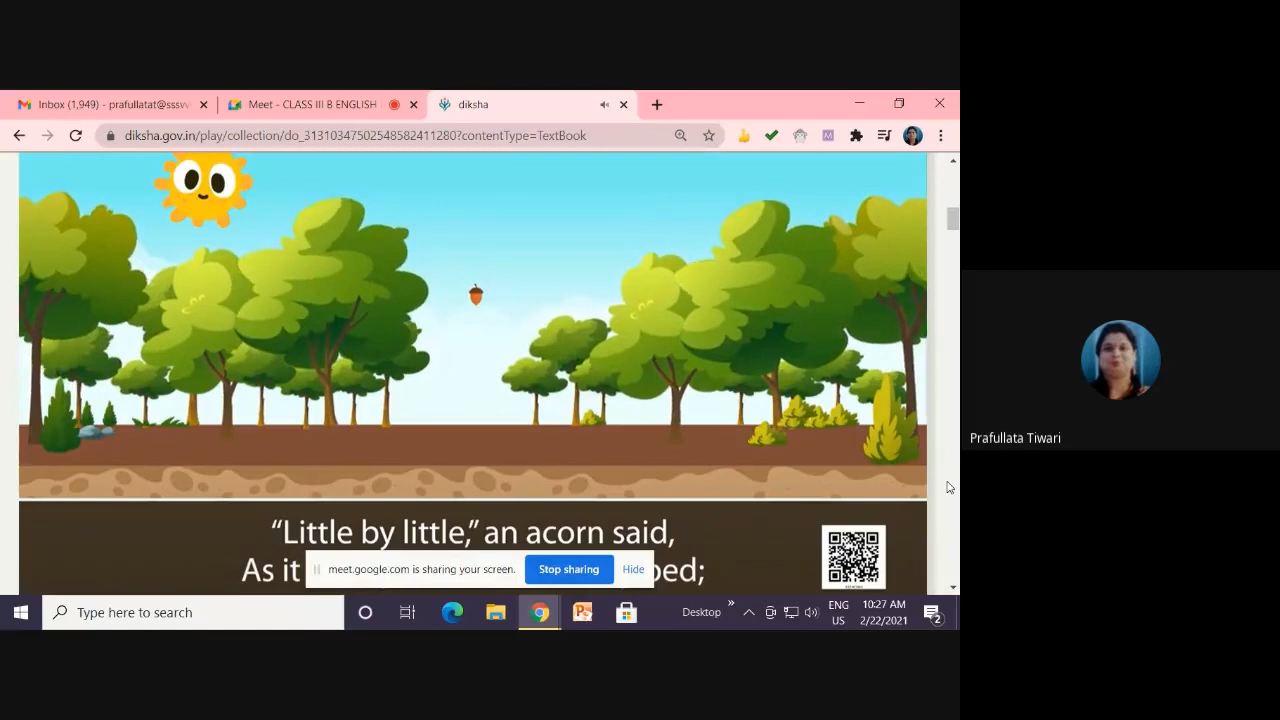 Inbox (1,949) - prafullatat@sssv
Meet - CLASS III B ENGLISH
diksha
diksha.gov.in/play/collection/do_31310347502548582411280?contentType=TextBook
Prafullata Tiwari
“Little by little,” an acorn said,
As it
meet.google.com is sharing your screen.
Stop sharing
Hide
Type here to search
Desktop
ENG
US
10:27 AM
2/22/2021
2